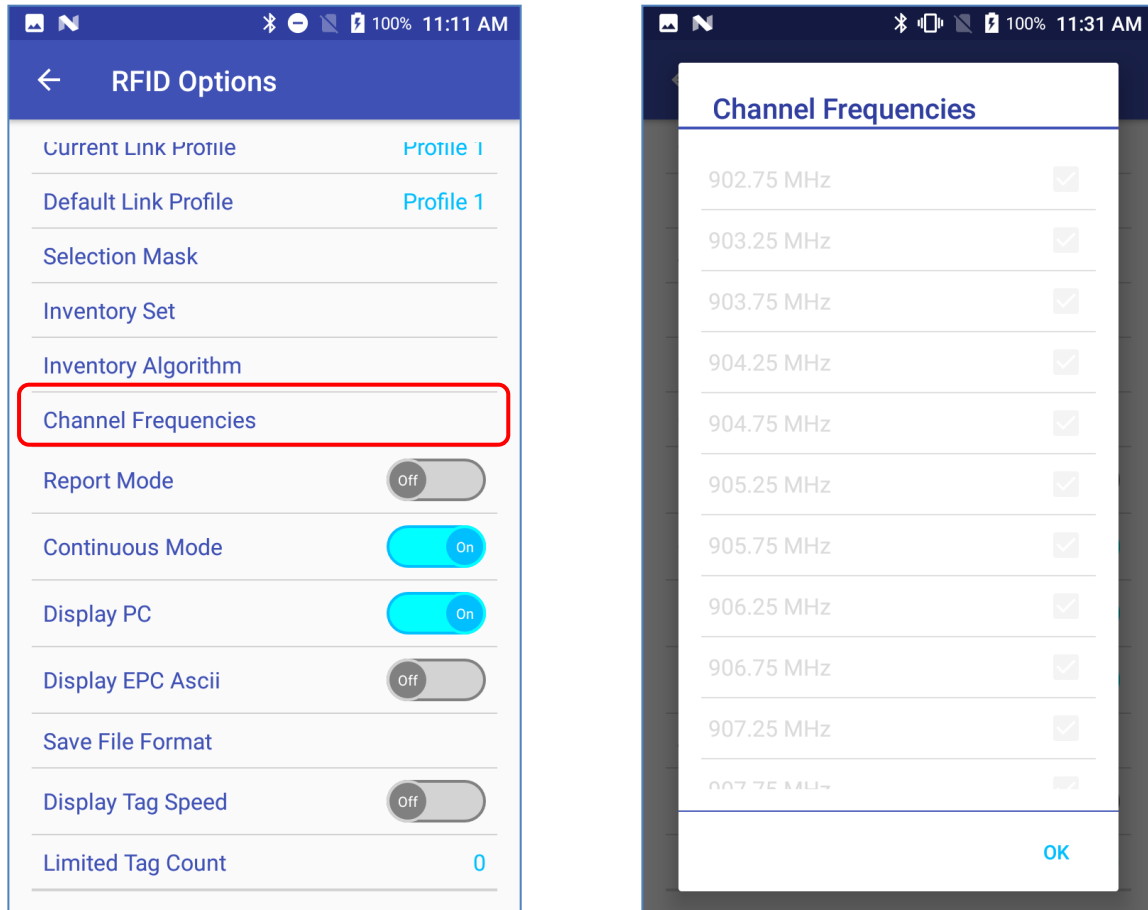 100% 11:11 AM
RFID Options
Current Link Profile Profile 1
Default Link Profile Profile 1
Selection Mask
Inventory Set
Inventory Algorithm
Channel Frequencies
Report Mode Off
Continuous Mode On
Display PC On
Display EPC Ascii Off
Save File Format
Display Tag Speed Off
Limited Tag Count 0
100% 11:31 AM
Channel Frequencies
902.75 MHz
903.25 MHz
903.75 MHz
904.25 MHz
904.75 MHz
905.25 MHz
905.75 MHz
906.25 MHz
906.75 MHz
907.25 MHz
907.75 MHz
OK